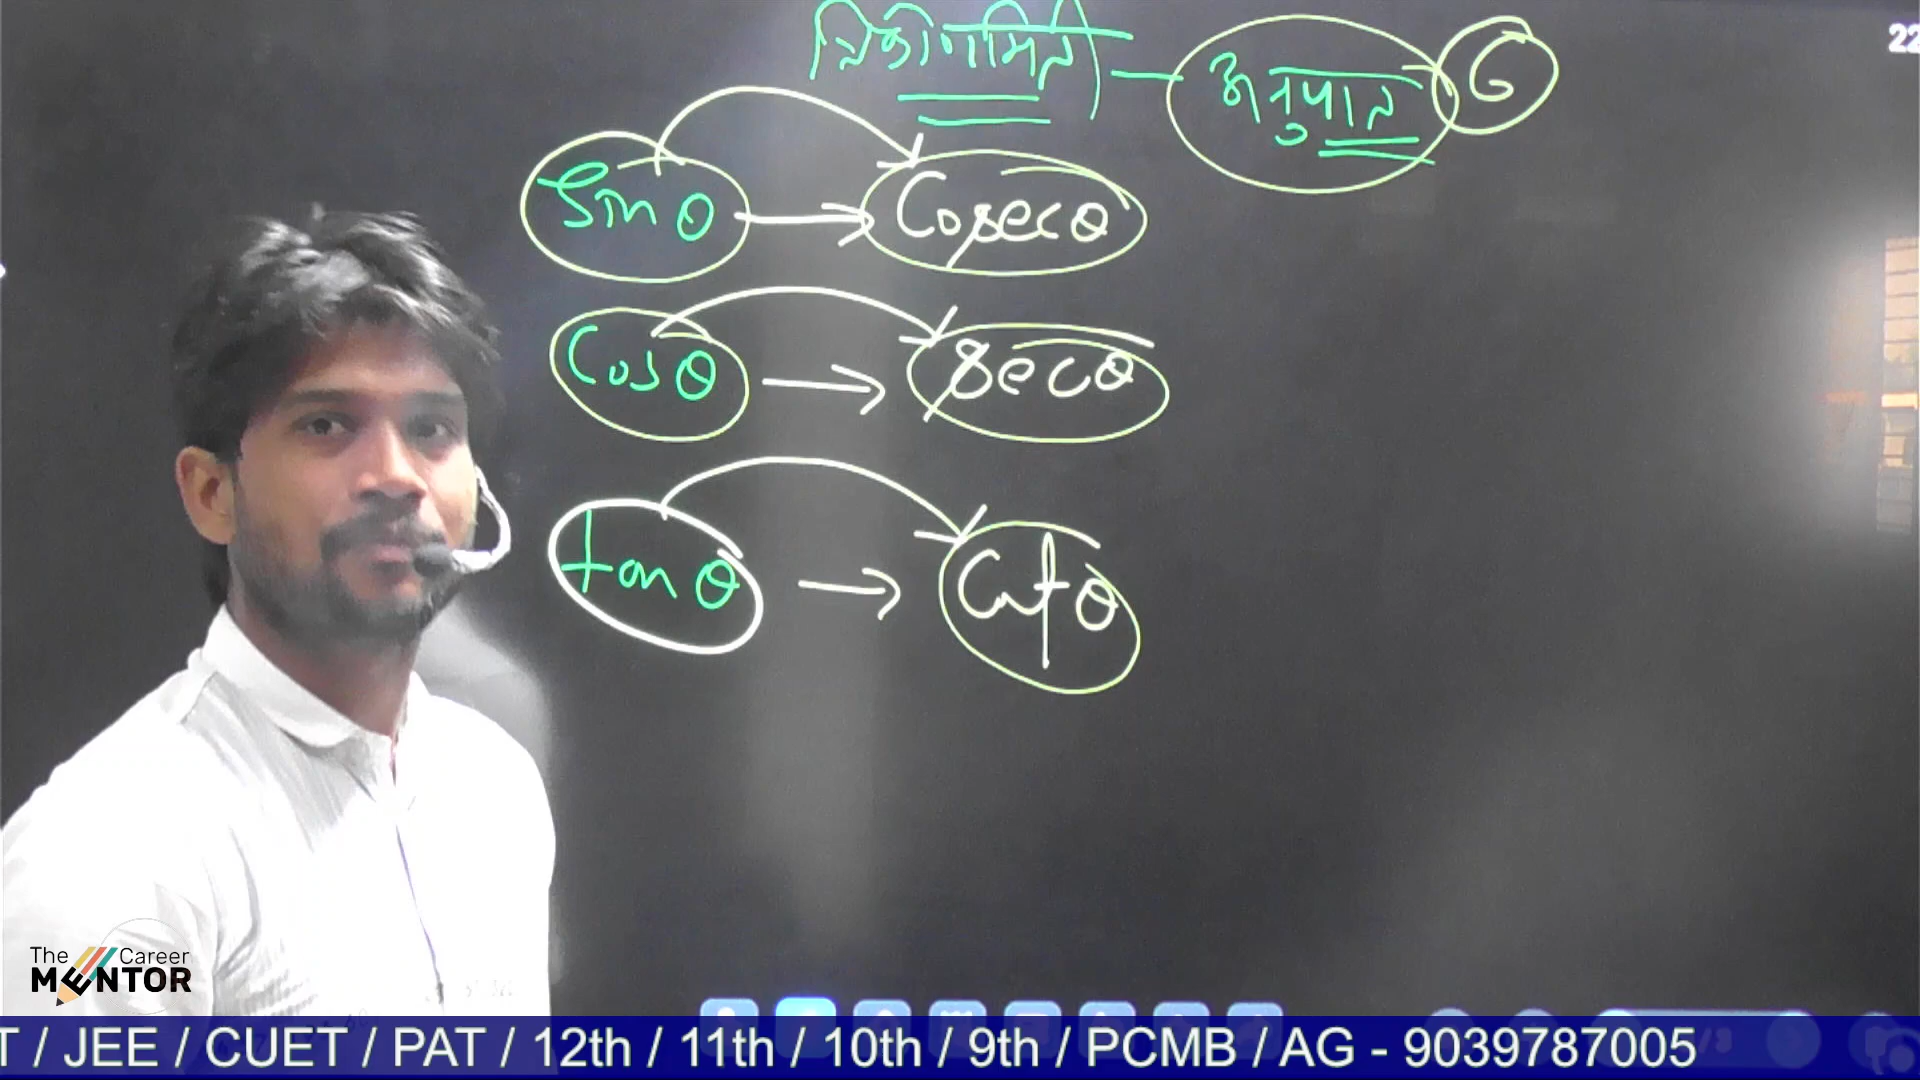 त्रिकोणमिति — अनुपात 6
22
Sin θ → Cosec θ
Cos θ → Sec θ
tan θ → Cot θ
The Career
MENTOR
T / JEE / CUET / PAT / 12th / 11th / 10th / 9th / PCMB / AG - 9039787005